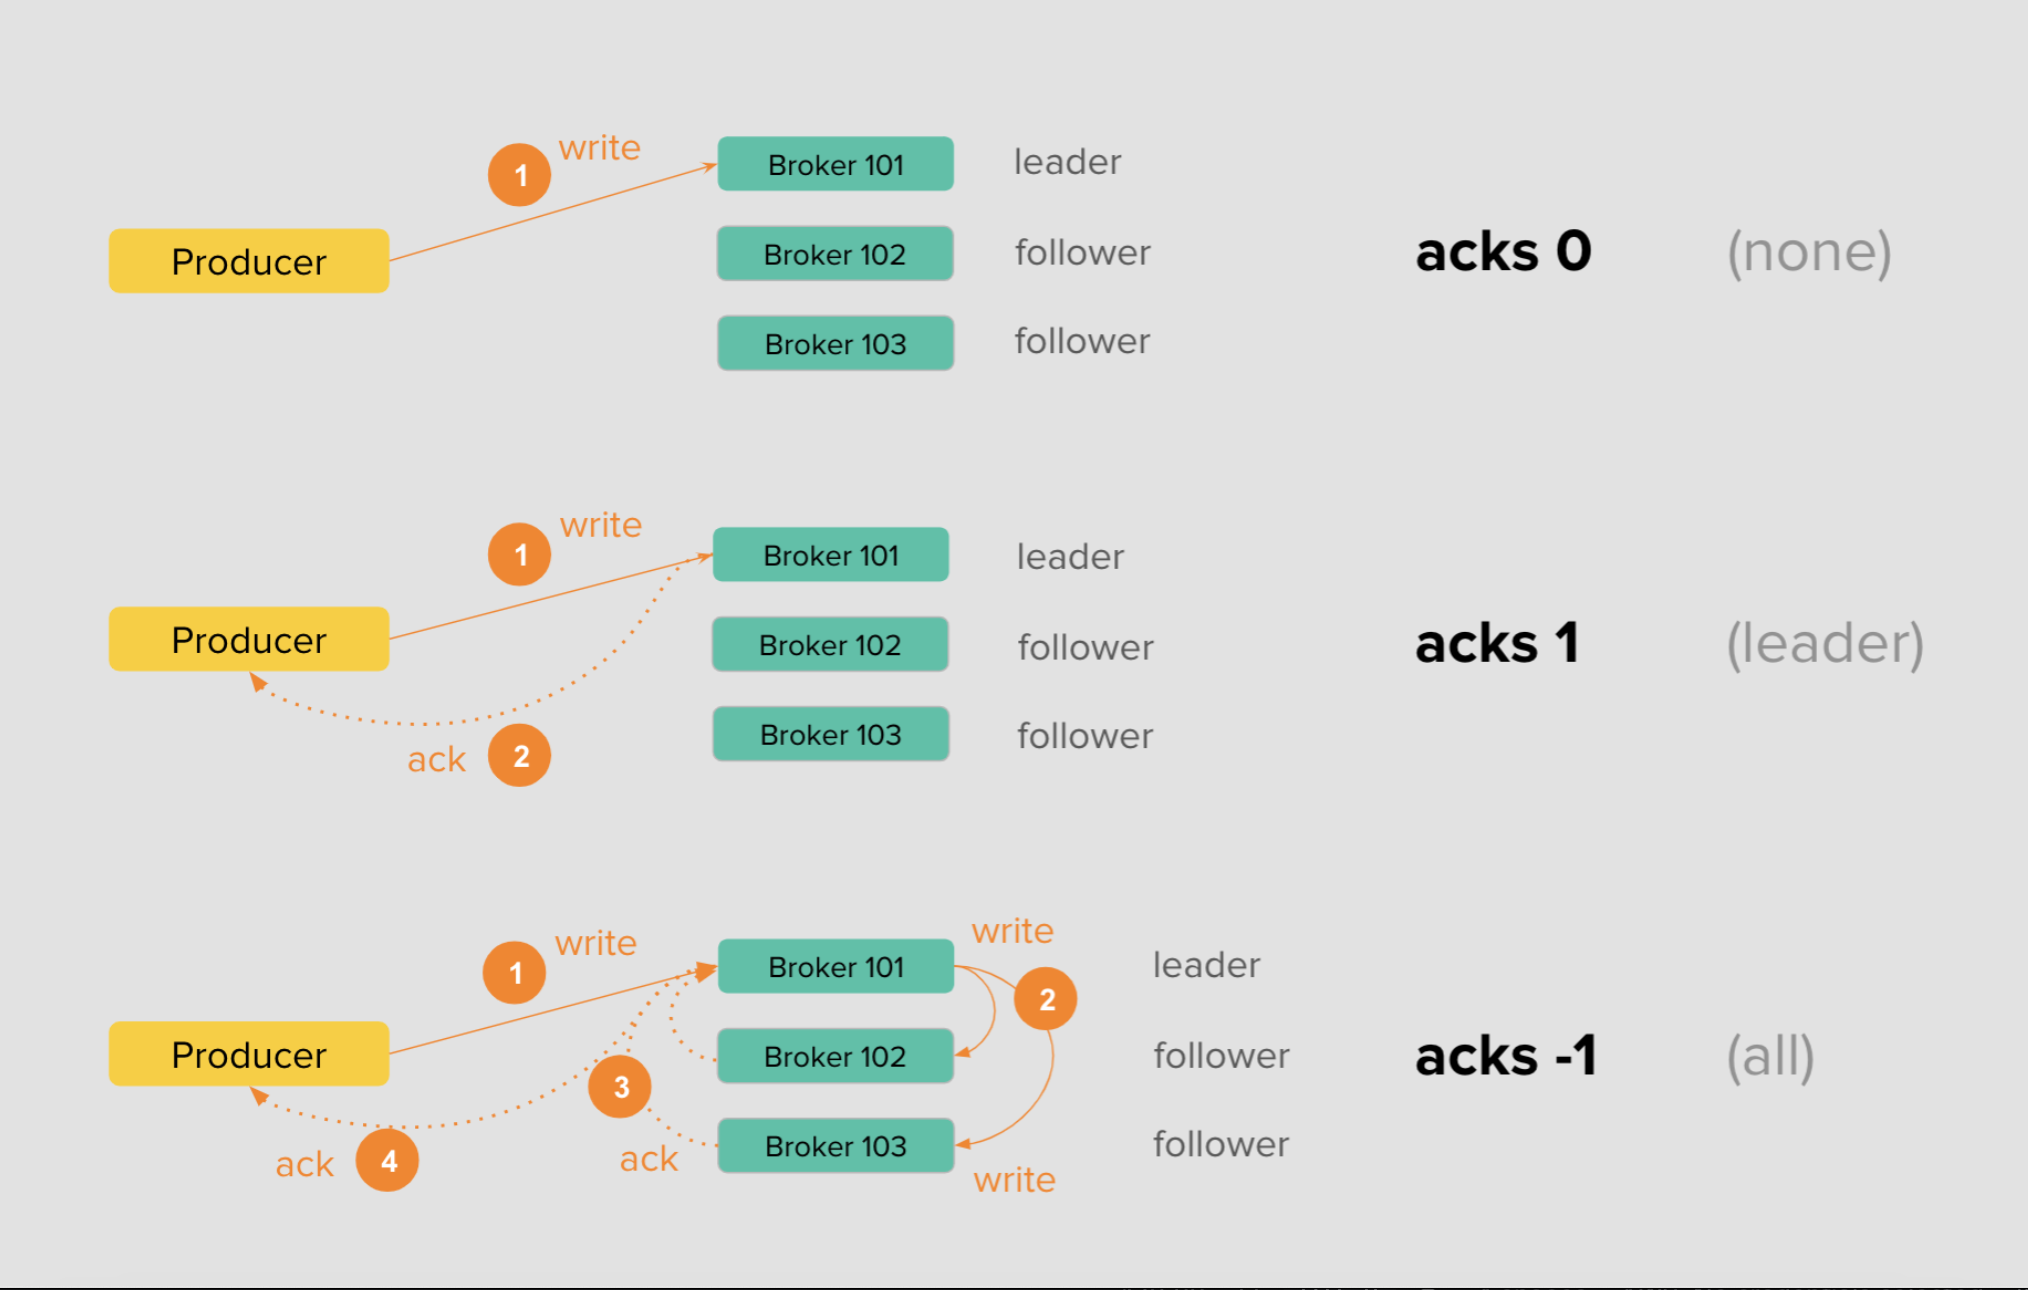 write
1
Broker 101
leader
Producer
Broker 102
follower
acks 0
(none)
Broker 103
follower
write
1
Broker 101
leader
Producer
Broker 102
follower
acks 1
(leader)
Broker 103
follower
ack
2
write
write
1
Broker 101
leader
2
Producer
Broker 102
follower
acks -1
(all)
3
Broker 103
follower
ack
4
ack
write